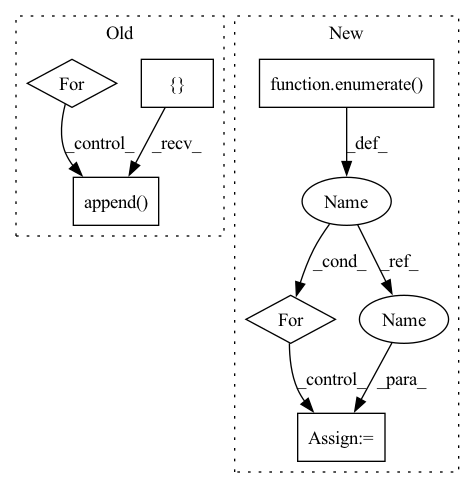 Old
New
For
{}
function.enumerate()
_control_
_recv_
_def_
append()
Name
_cond_
_ref_
For
Name
_control_
_para_
Assign:=